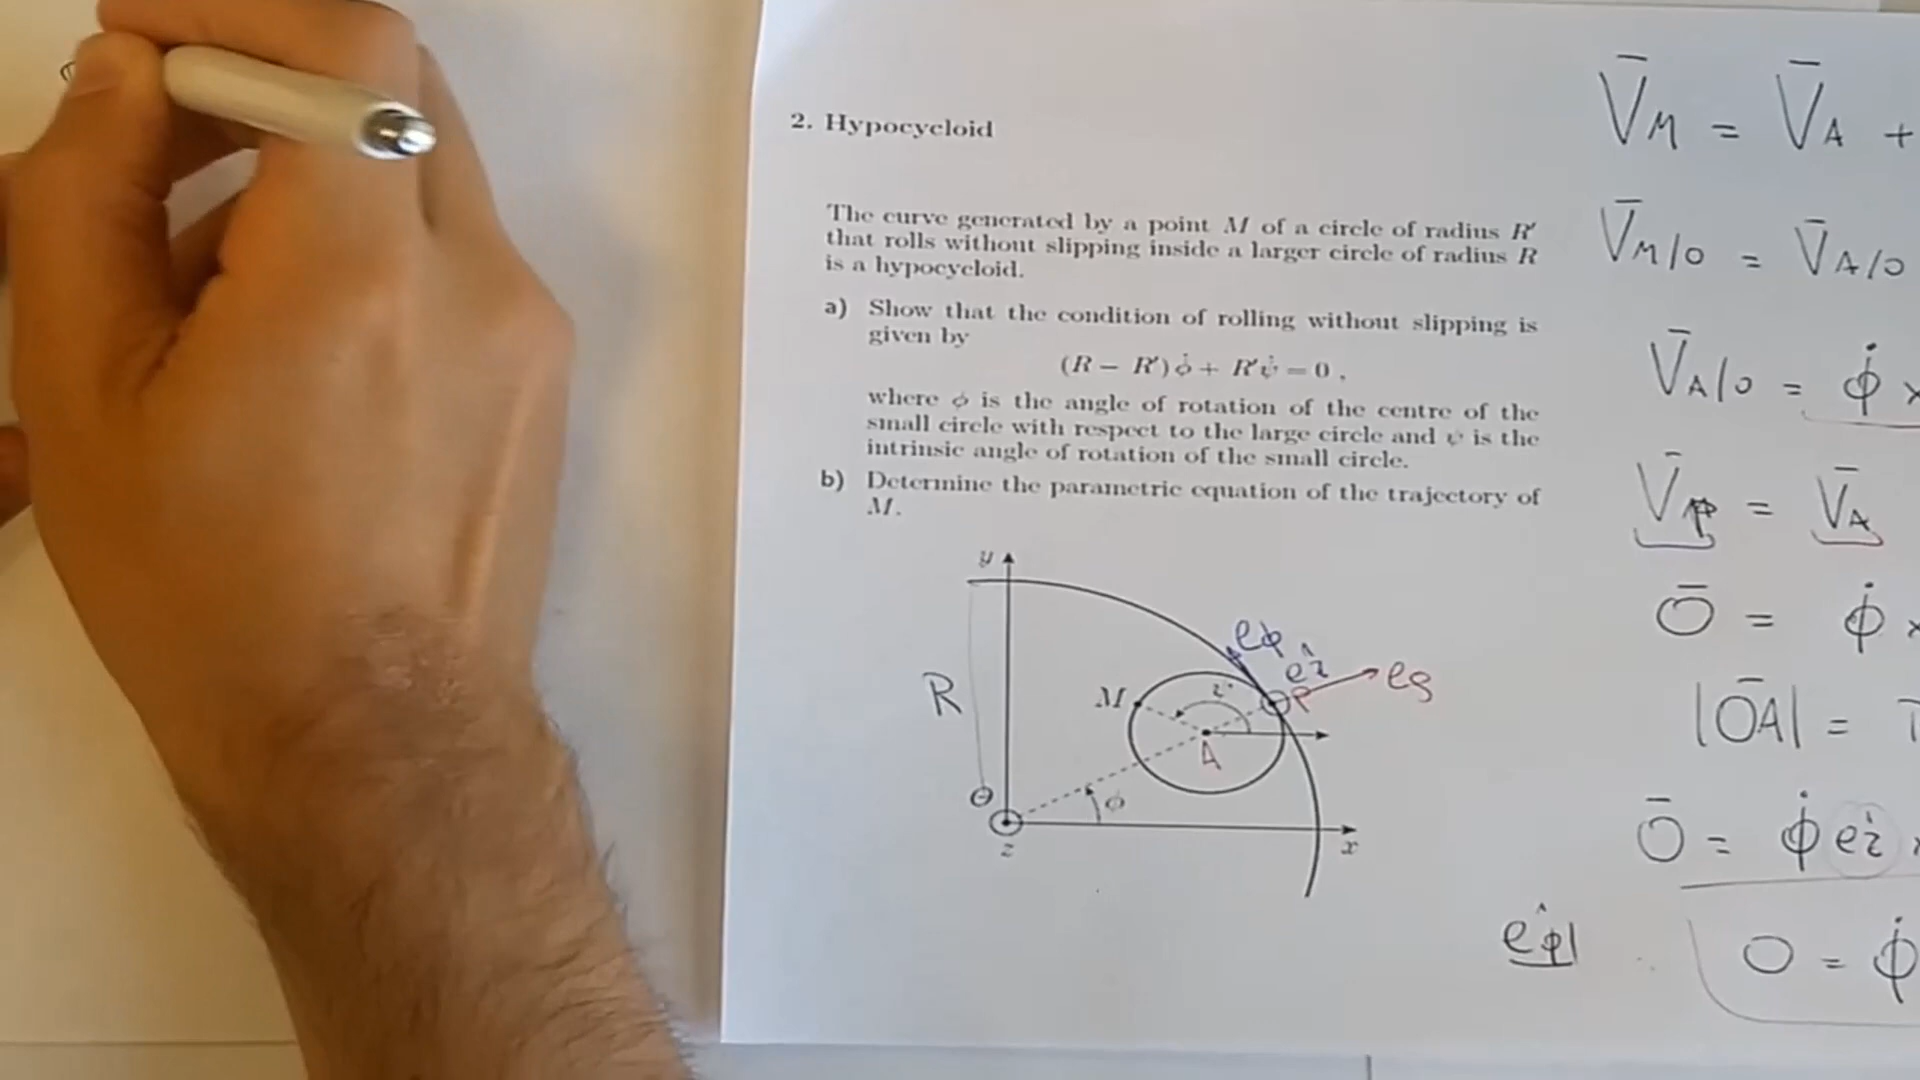 2. Hypocycloid
The curve generated by a point M of a circle of radius R′
that rolls without slipping inside a larger circle of radius R
is a hypocycloid.
a) Show that the condition of rolling without slipping is
given by
(R − R′)ϕ̇ + R′ψ̇ = 0 ,
where ϕ is the angle of rotation of the centre of the
small circle with respect to the large circle and ψ is the
intrinsic angle of rotation of the small circle.
b) Determine the parametric equation of the trajectory of
M.
y
eϕ
eẑ
eρ
R
M
P
A
O
ϕ
z
x
V̄M = V̄A +
V̄M/O = V̄A/O
V̄A/O = ϕ̇ ×
V̄P = V̄A
Ō = ϕ̇ ×
|ŌA| =
Ō = ϕ̇ eẑ
êϕ|
O = ϕ̇